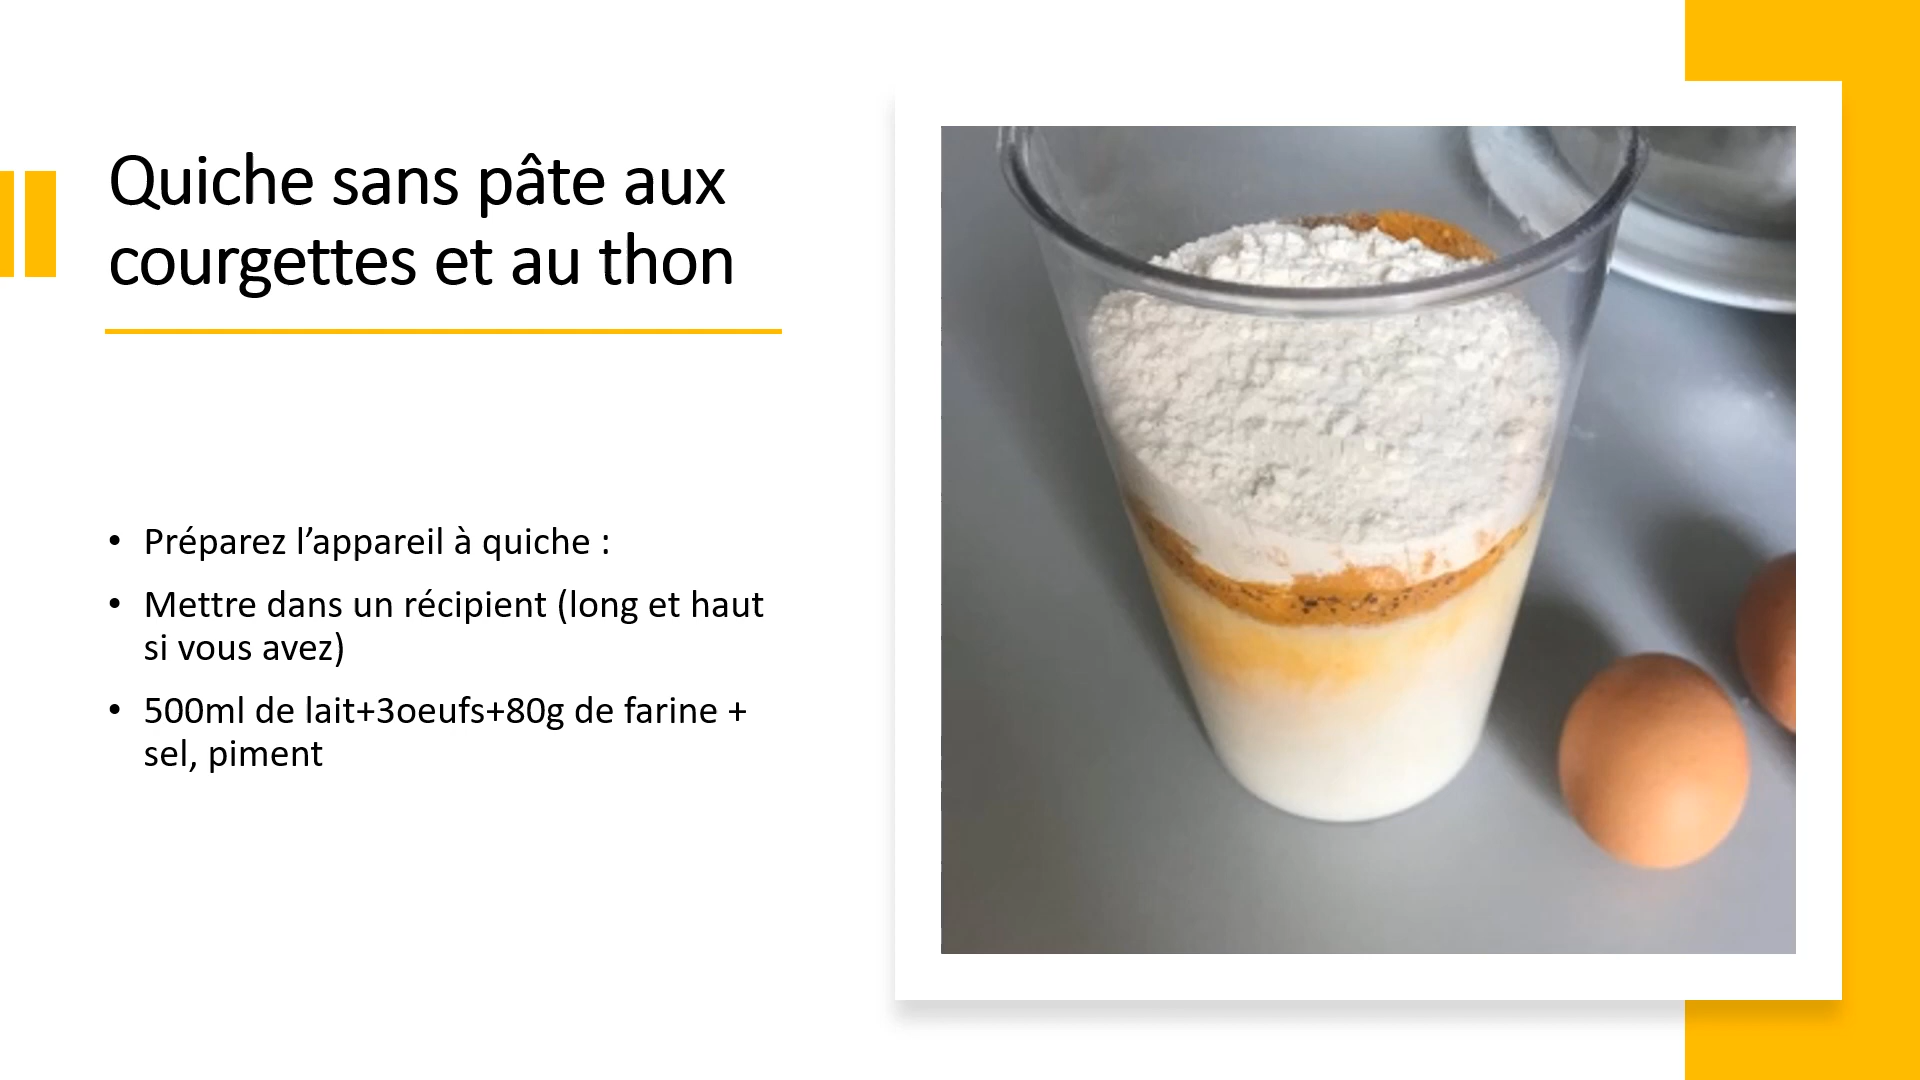 Quiche sans pâte aux
courgettes et au thon
• Préparez l’appareil à quiche :
• Mettre dans un récipient (long et haut
si vous avez)
• 500ml de lait+3oeufs+80g de farine +
sel, piment